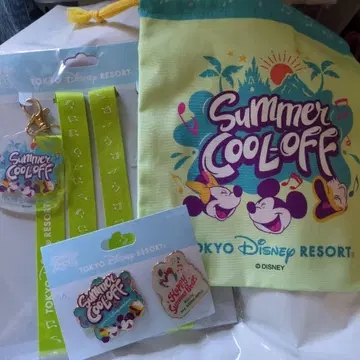 TOKYO Disney RESORT
Summer
COOL-OFF
Summer
COOL-OFF
TOKYO Disney RESORT®
© DISNEY
TOKYO Disney RESORT
Summer
COOL-OFF